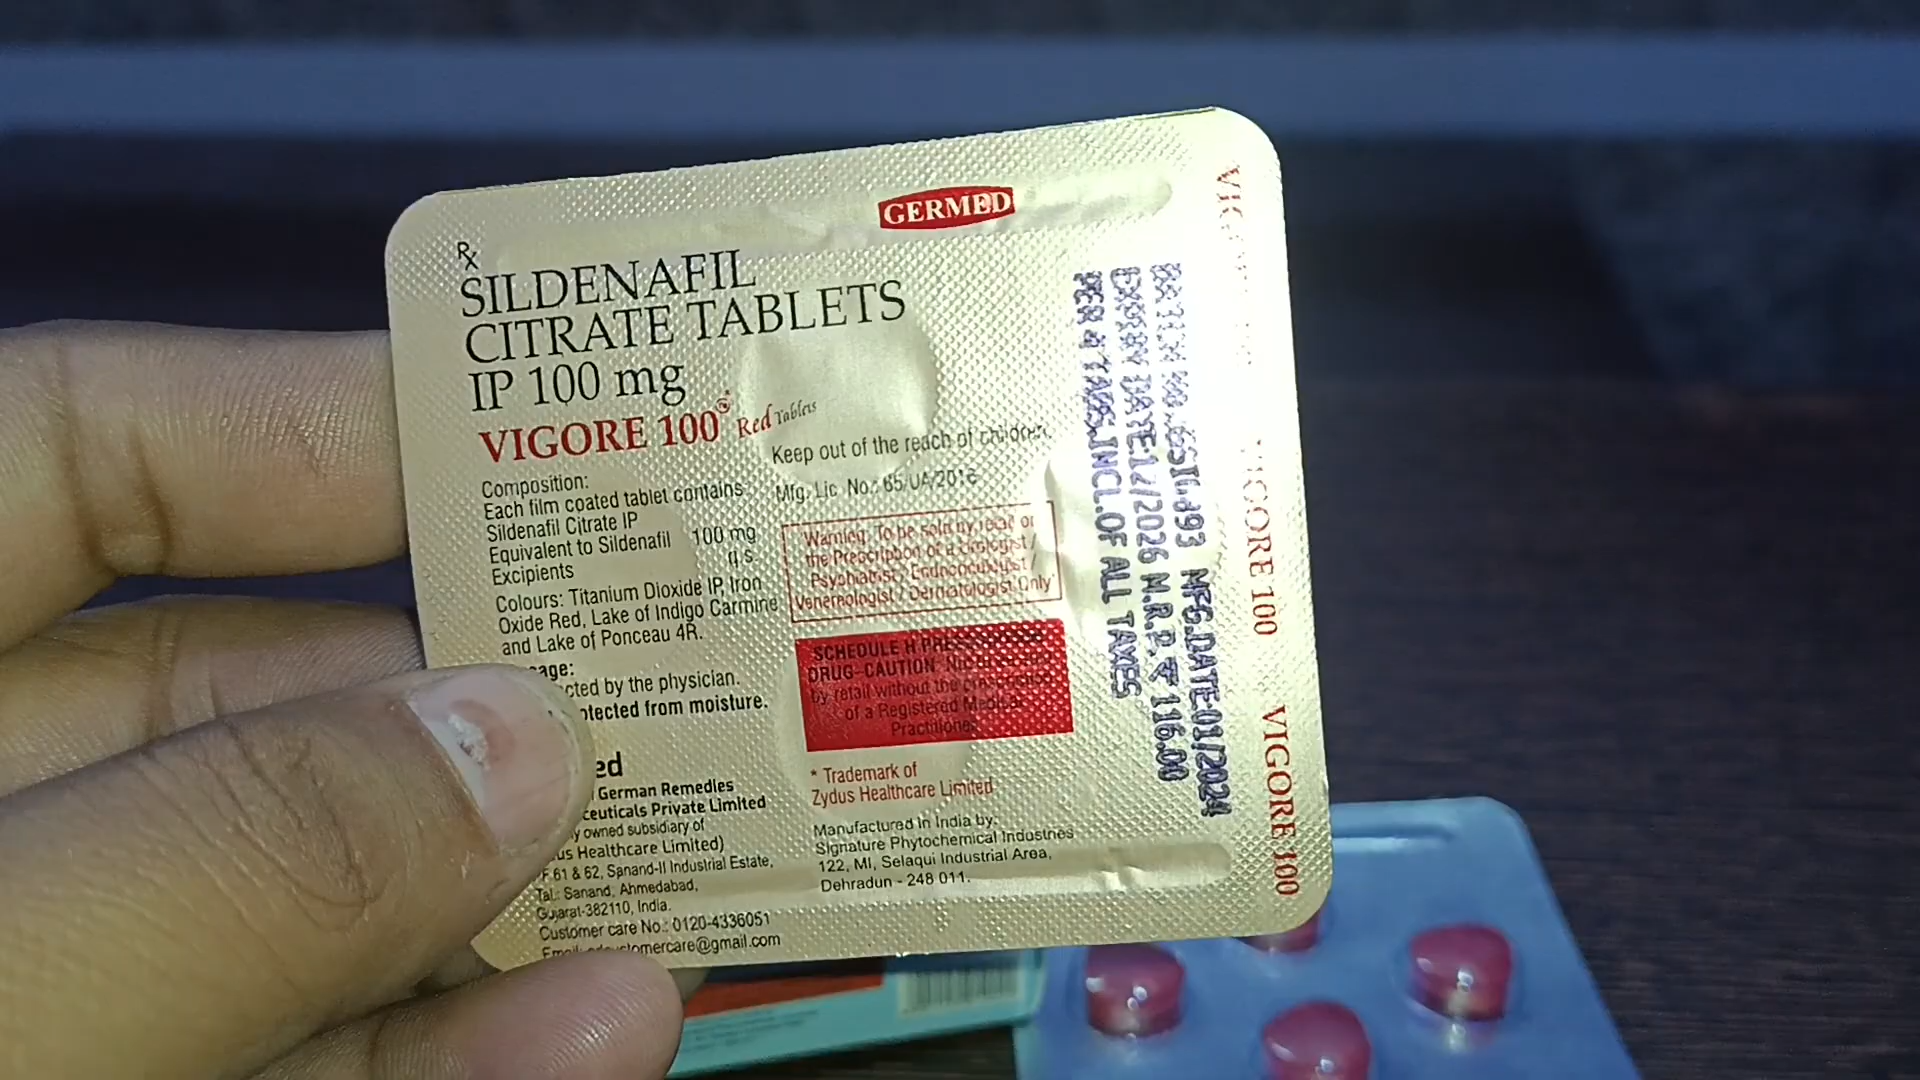 GERMED
Rx
SILDENAFIL
CITRATE TABLETS
IP 100 mg
VIGORE 100 Red Tablets
Composition:
Each film coated tablet contains
Sildenafil Citrate IP
Equivalent to Sildenafil 100 mg
Excipients q.s.
Colours: Titanium Dioxide IP, Iron
Oxide Red, Lake of Indigo Carmine
and Lake of Ponceau 4R.
age:
cted by the physician.
otected from moisture.
ed
German Remedies
ceuticals Private Limited
y owned subsidiary of
us Healthcare Limited)
F 61 & 62, Sanand-II Industrial Estate,
Tal.: Sanand, Ahmedabad,
Gujarat-382110, India.
Customer care No.: 0120-4336051
Email: tomercare@gmail.com
Keep out of the reach of children.
Mfg. Lic. No.: 65/UA/2018
Warning: To be sold by retail on
the Prescription of a Urologist /
Psychiatrist / Endocrinologist /
Venereologist / Dermatologist Only
SCHEDULE H PRESCRIPTION
DRUG-CAUTION Not
by retail without the prescription
of a Registered Medical
Practitioner
* Trademark of
Zydus Healthcare Limited
Manufactured in India by:
Signature Phytochemical Industries
122, MI, Selaqui Industrial Area,
Dehradun - 248 011.
BATCH NO. MFG.DATE:01/2024
EXPIRY DATE:12/2026 M.R.P. ₹ 116.00
PER 4 TABS.INCL.OF ALL TAXES
VIGORE 100
VIGORE 100